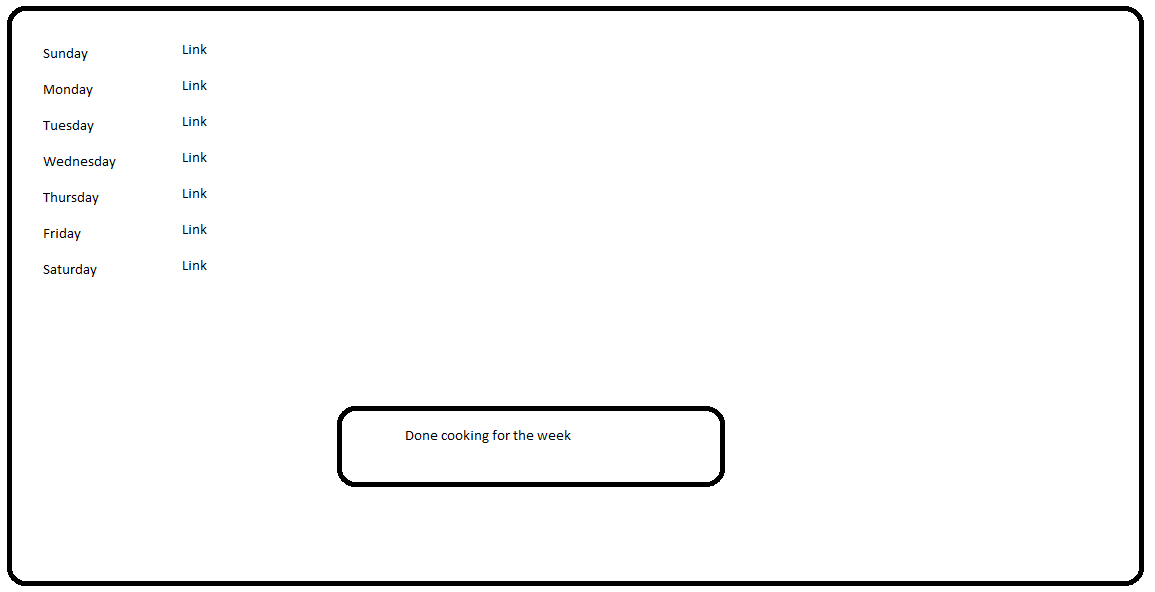 Sunday Link
Monday Link
Tuesday Link
Wednesday Link
Thursday Link
Friday Link
Saturday Link
Done cooking for the week